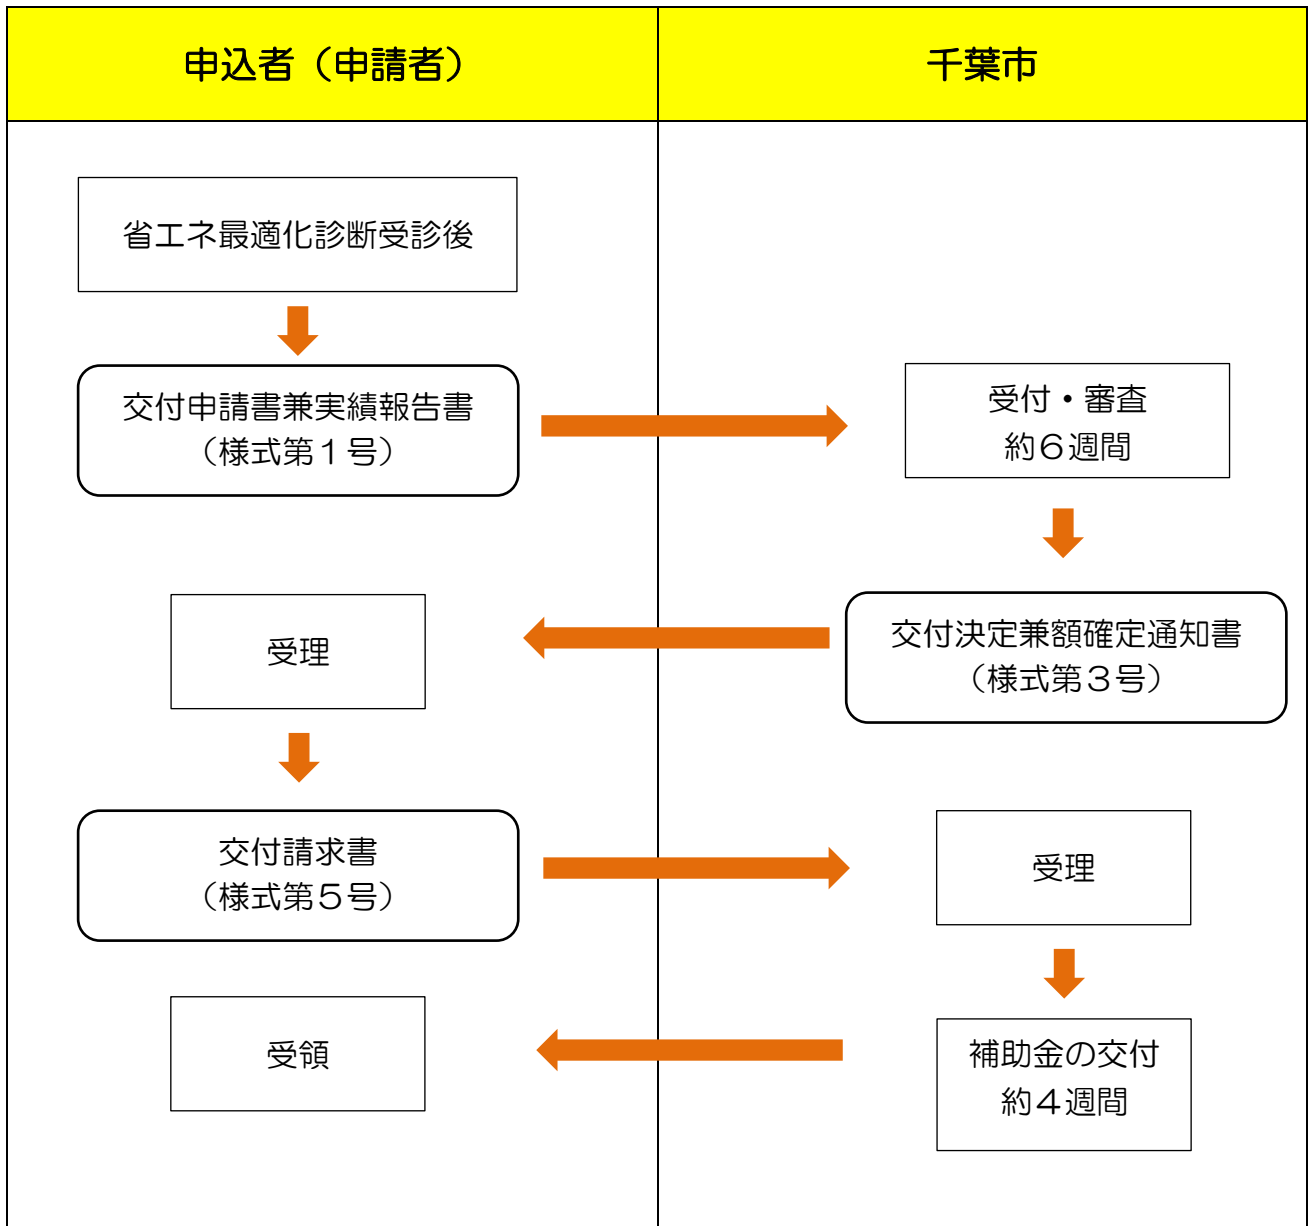 申込者（申請者）
千葉市
省エネ最適化診断受診後
交付申請書兼実績報告書
（様式第１号）
受付・審査
約６週間
交付決定兼額確定通知書
（様式第３号）
受理
交付請求書
（様式第５号）
受理
補助金の交付
約４週間
受領